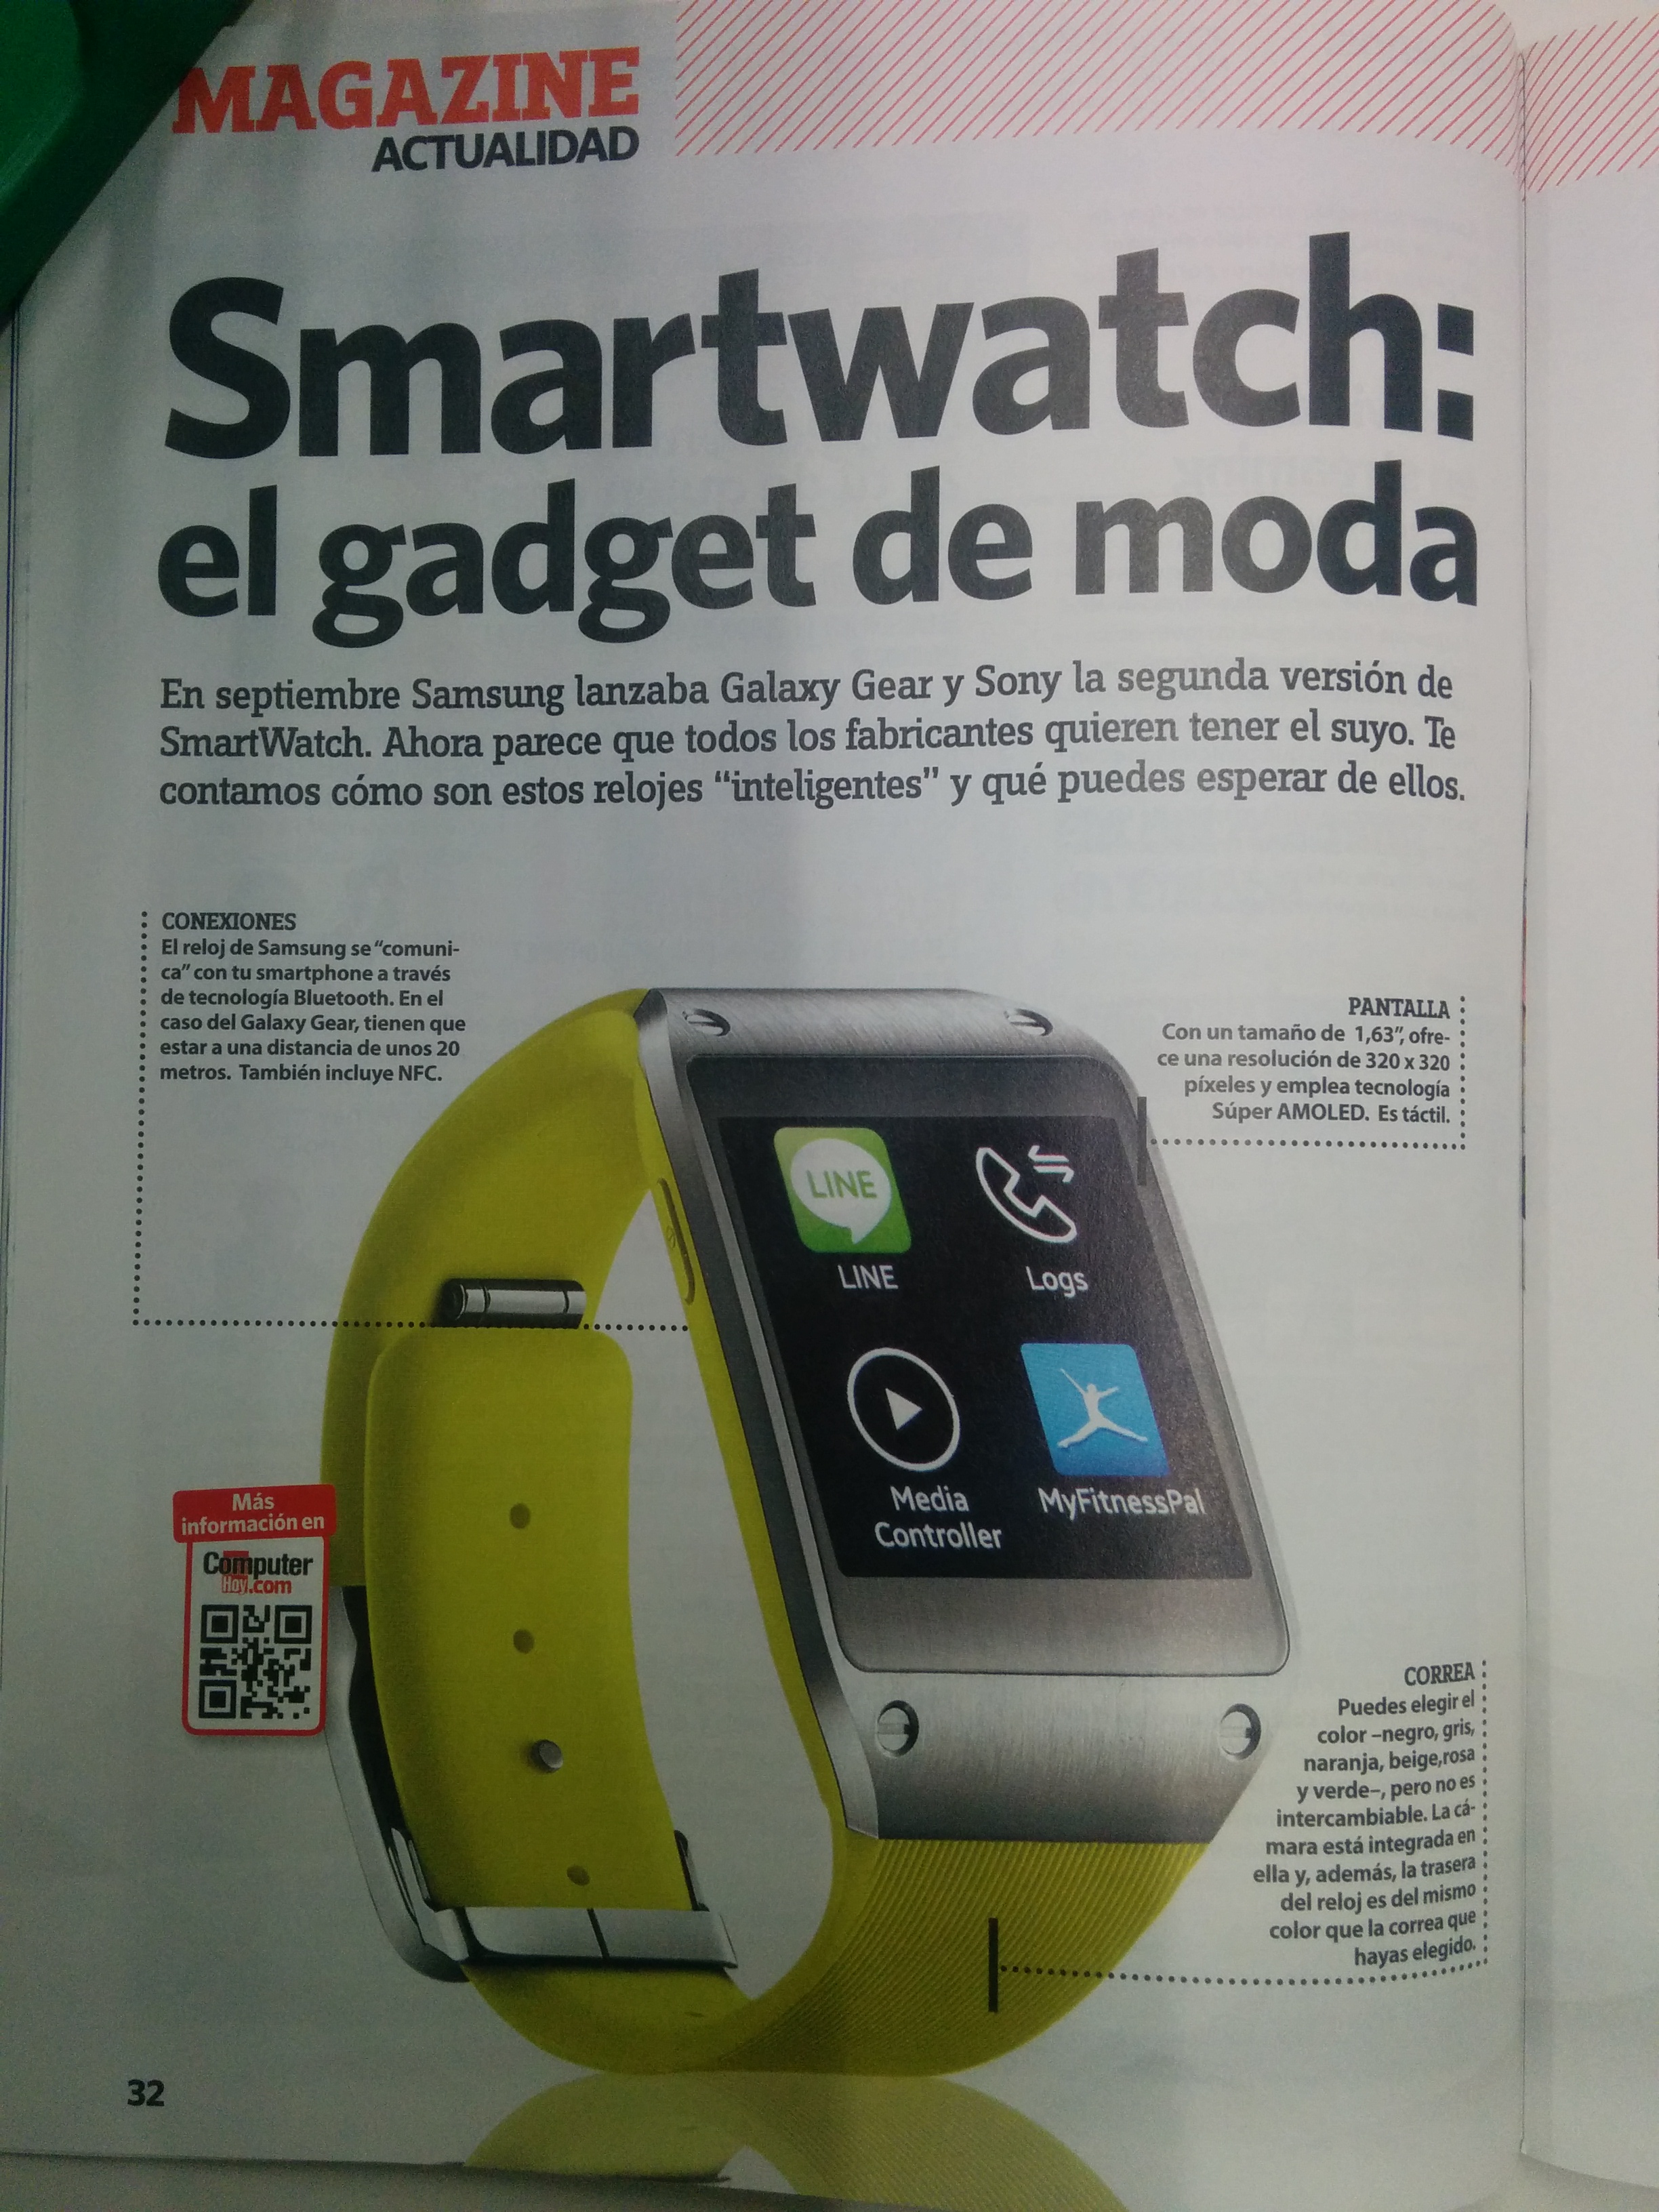 MAGAZINE
ACTUALIDAD
Smartwatch:
el gadget de moda
En septiembre Samsung lanzaba Galaxy Gear y Sony la segunda versión de
SmartWatch. Ahora parece que todos los fabricantes quieren tener el suyo. Te
contamos cómo son estos relojes “inteligentes” y qué puedes esperar de ellos.
CONEXIONES
El reloj de Samsung se “comuni-
ca” con tu smartphone a través
de tecnología Bluetooth. En el
caso del Galaxy Gear, tienen que
estar a una distancia de unos 20
metros. También incluye NFC.
PANTALLA
Con un tamaño de 1,63”, ofre-
ce una resolución de 320 x 320
píxeles y emplea tecnología
Súper AMOLED. Es táctil.
LINE
LINE
Logs
Media
Controller
MyFitnessPal
Más
información en
Computer
Hoy.com
CORREA
Puedes elegir el
color –negro, gris,
naranja, beige,rosa
y verde–, pero no es
intercambiable. La cá-
mara está integrada en
ella y, además, la trasera
del reloj es del mismo
color que la correa que
hayas elegido.
32